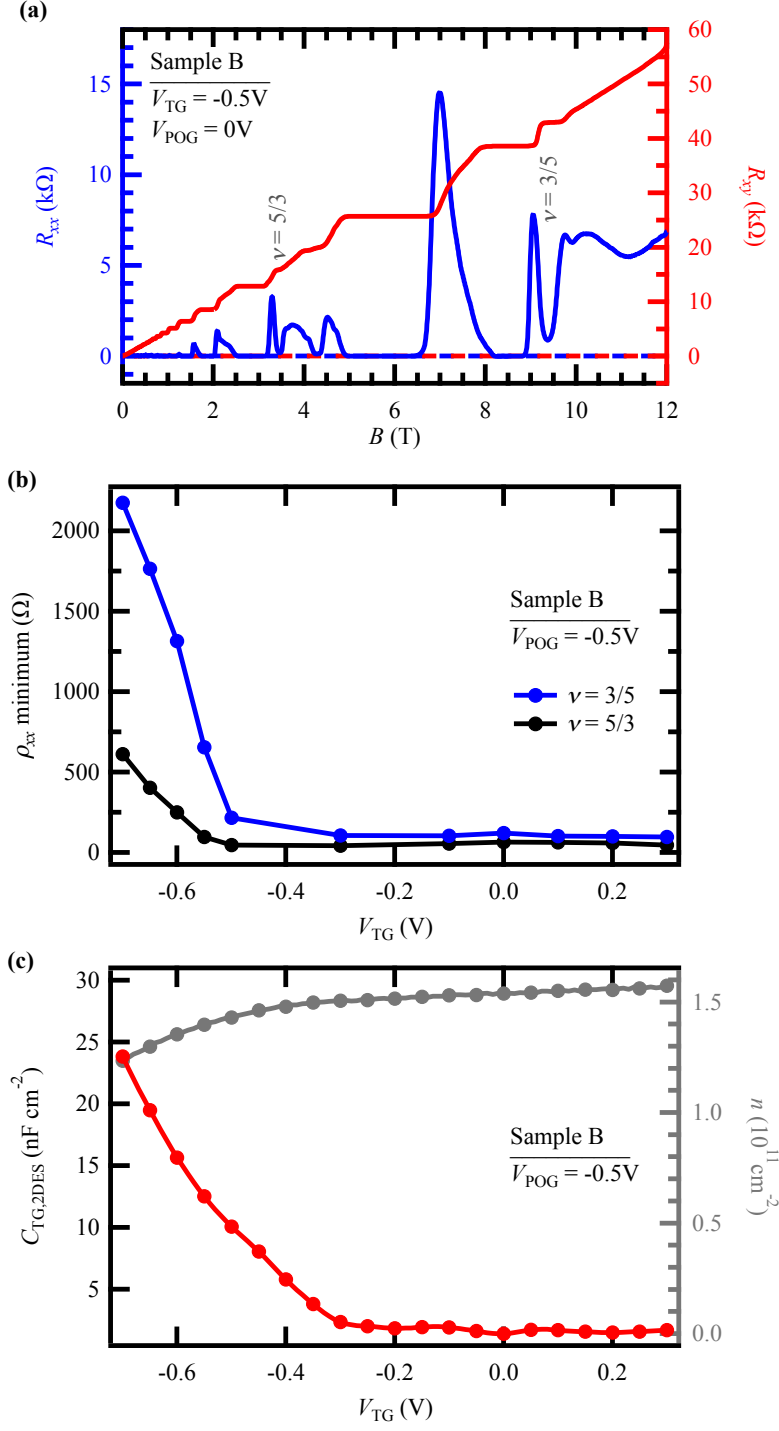 (a)
Sample B
V_TG = -0.5V
V_POG = 0V
ν = 5/3
ν = 3/5
R_xx (kΩ)
15
10
5
0
R_xy (kΩ)
60
50
40
30
20
10
0
0 2 4 6 8 10 12
B (T)
(b)
ρ_xx minimum (Ω)
2000
1500
1000
500
0
Sample B
V_POG = -0.5V
ν = 3/5
ν = 5/3
-0.6 -0.4 -0.2 0.0 0.2
V_TG (V)
(c)
C_TG,2DES (nF cm^-2)
30
25
20
15
10
5
Sample B
V_POG = -0.5V
n (10^11 cm^-2)
1.5
1.0
0.5
0.0
-0.6 -0.4 -0.2 0.0 0.2
V_TG (V)